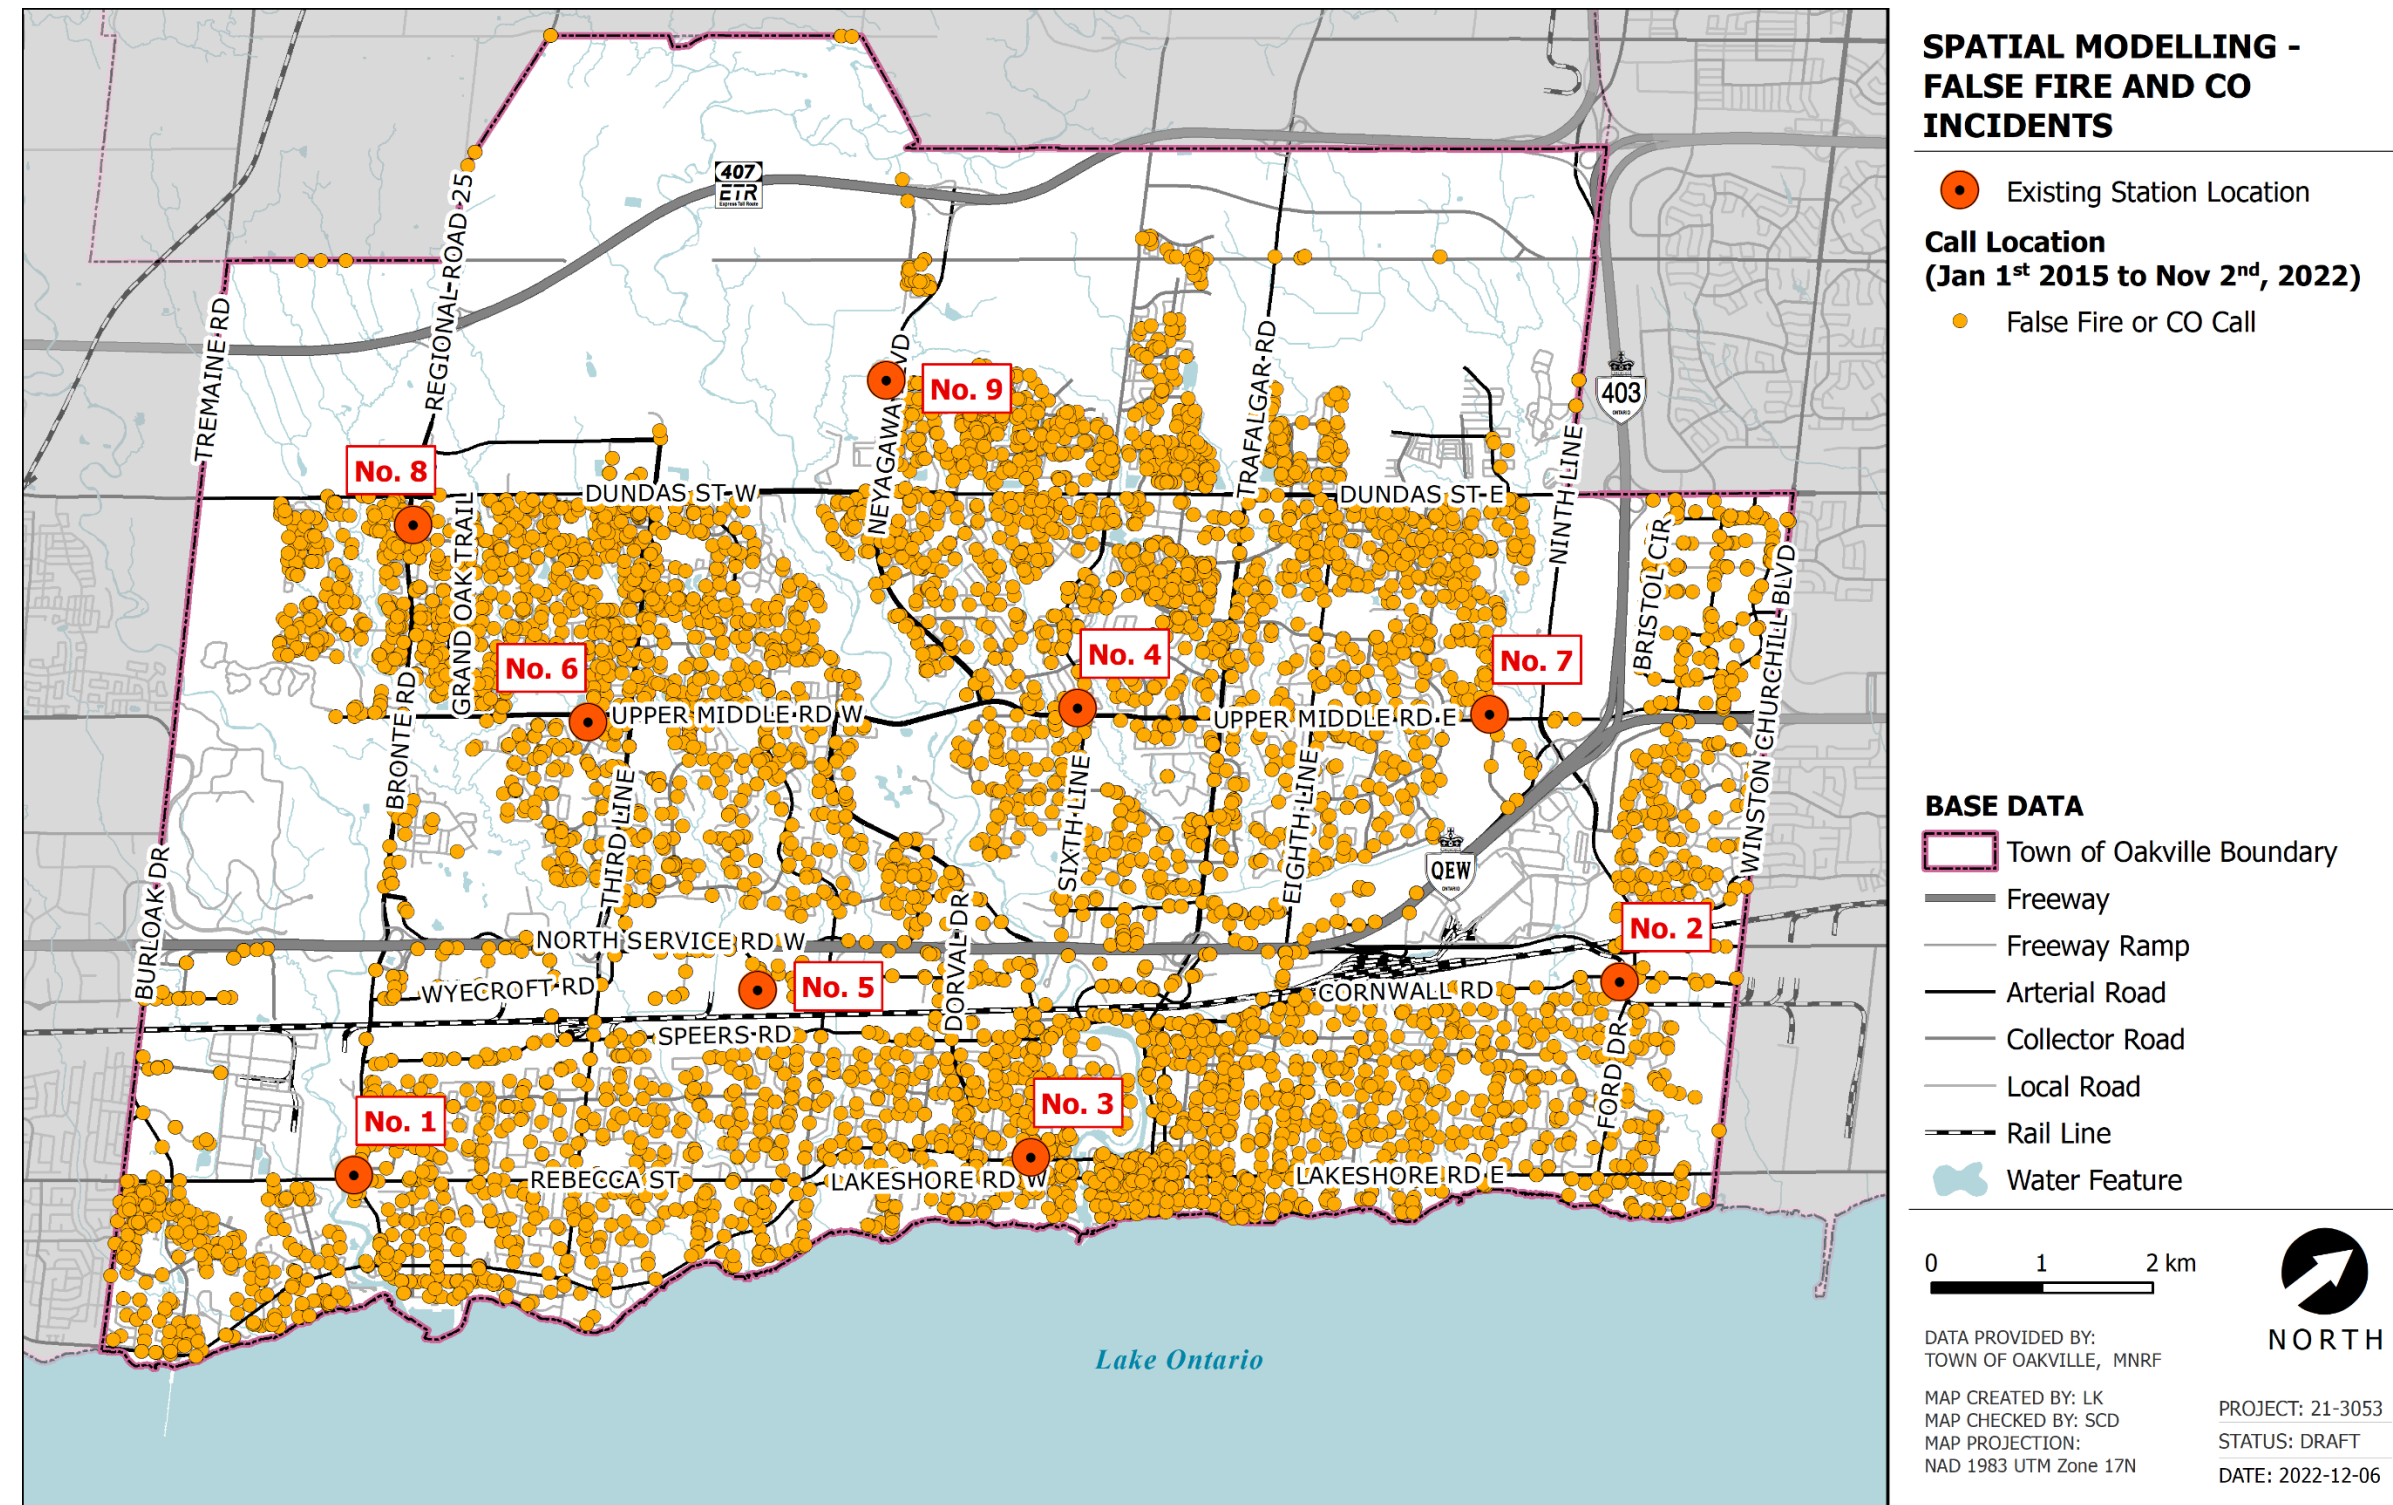 SPATIAL MODELLING -
FALSE FIRE AND CO
INCIDENTS
Existing Station Location
Call Location
(Jan 1st 2015 to Nov 2nd, 2022)
False Fire or CO Call
BASE DATA
Town of Oakville Boundary
Freeway
Freeway Ramp
Arterial Road
Collector Road
Local Road
Rail Line
Water Feature
0 1 2 km
NORTH
DATA PROVIDED BY:
TOWN OF OAKVILLE, MNRF
MAP CREATED BY: LK
MAP CHECKED BY: SCD
MAP PROJECTION:
NAD 1983 UTM Zone 17N
PROJECT: 21-3053
STATUS: DRAFT
DATE: 2022-12-06
407
ETR
Express Toll Route
REGIONAL ROAD 25
TREMAINE RD
No. 9
NEYAGAWA BLVD
TRAFALGAR RD
403
ONTARIO
No. 8
DUNDAS ST W
DUNDAS ST E
NINTH LINE
GRAND OAK TRAIL
BRISTOL CIR
WINSTON CHURCHILL BLVD
No. 6
No. 4
No. 7
BRONTE RD
UPPER MIDDLE RD W
UPPER MIDDLE RD E
THIRD LINE
SIXTH LINE
EIGHTH LINE
QEW
ONTARIO
BURLOAK DR
DORVAL DR
No. 2
NORTH SERVICE RD W
WYECROFT RD
No. 5
CORNWALL RD
SPEERS RD
FORD DR
No. 1
No. 3
REBECCA ST
LAKESHORE RD W
LAKESHORE RD E
Lake Ontario